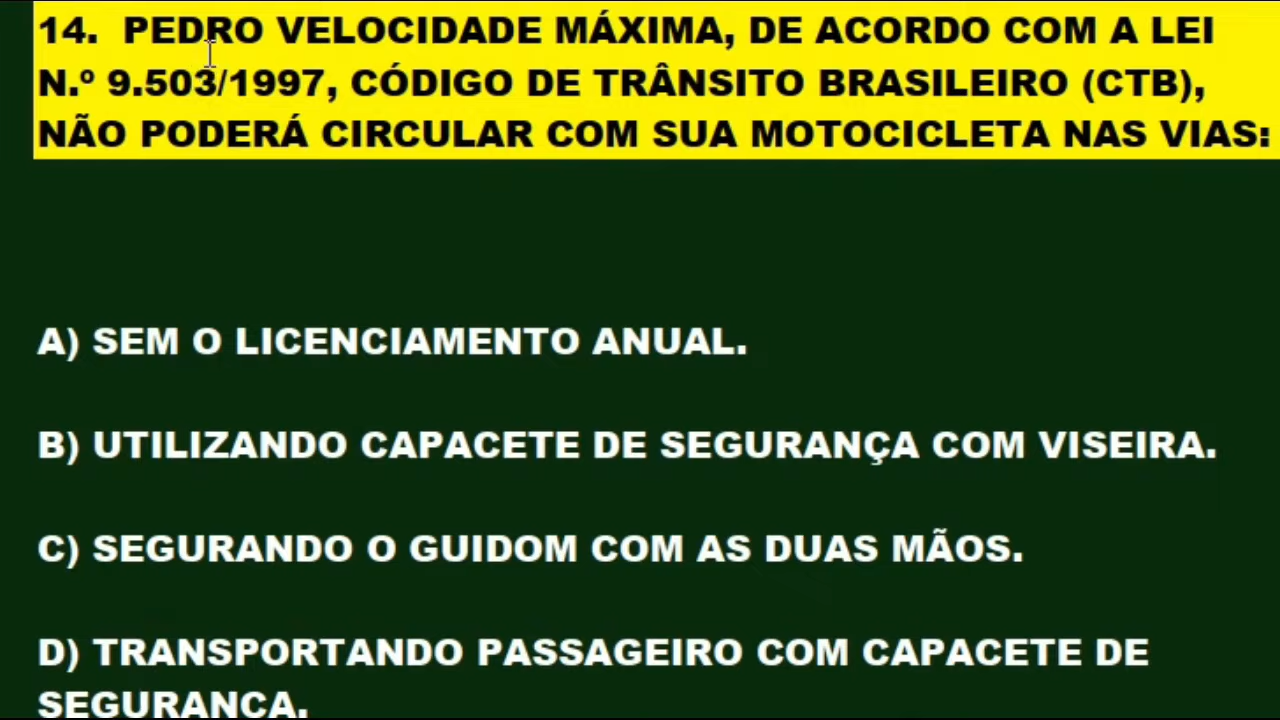 14. PEDRO VELOCIDADE MÁXIMA, DE ACORDO COM A LEI
N.º 9.503/1997, CÓDIGO DE TRÂNSITO BRASILEIRO (CTB),
NÃO PODERÁ CIRCULAR COM SUA MOTOCICLETA NAS VIAS:
A) SEM O LICENCIAMENTO ANUAL.
B) UTILIZANDO CAPACETE DE SEGURANÇA COM VISEIRA.
C) SEGURANDO O GUIDOM COM AS DUAS MÃOS.
D) TRANSPORTANDO PASSAGEIRO COM CAPACETE DE
SEGURANÇA.